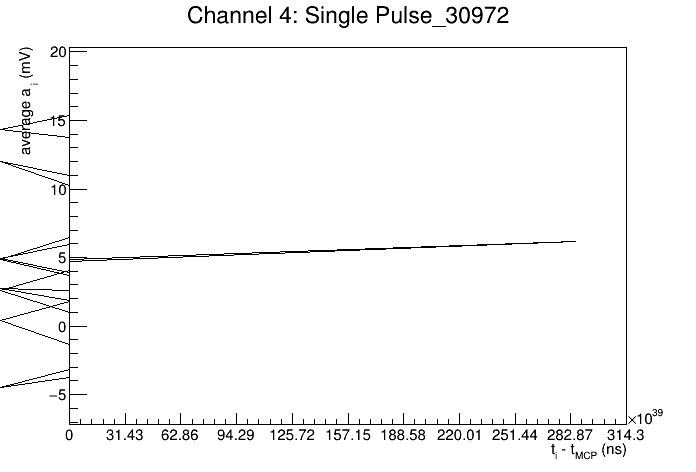 Channel 4: Single Pulse_30972
average a i (mV)
20
15
10
5
0
−5
0 31.43 62.86 94.29 125.72 157.15 188.58 220.01 251.44 282.87 314.3
×10^39
t_i - t_MCP (ns)